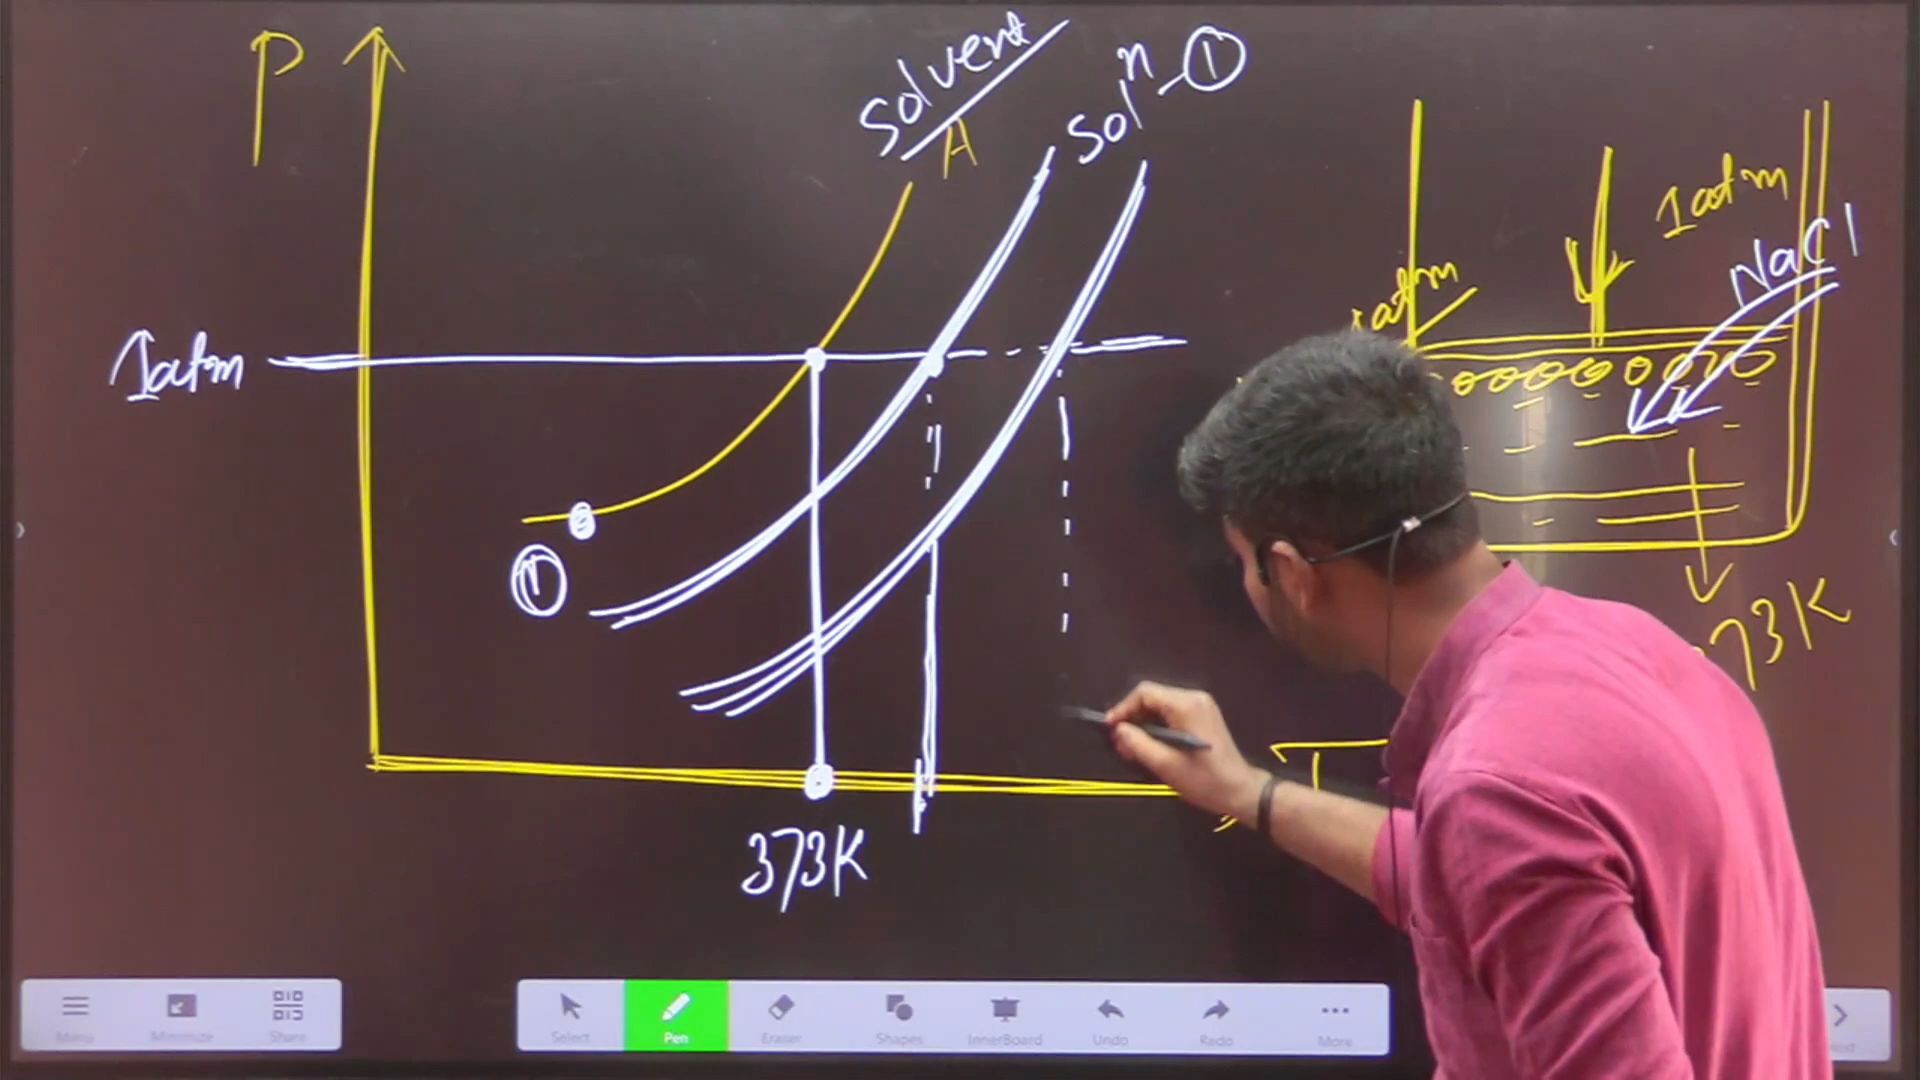 P
Solvent
A
Solⁿ-①
1atm
1atm
1atm
NaCl
①
73K
T
373K
Menu
Minimize
Share
Select
Pen
Eraser
Shapes
InnerBoard
Undo
Redo
More